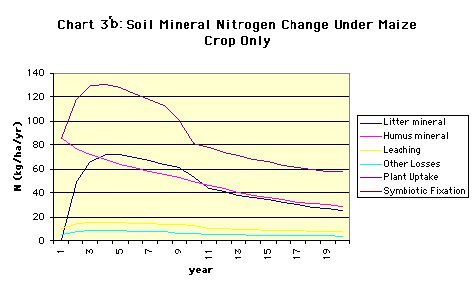 Chart 3b: Soil Mineral Nitrogen Change Under Maize
Crop Only
140
120
100
80
60
40
20
0
N (kg/ha/yr)
1 3 5 7 9 11 13 15 17 19
year
Litter mineral
Humus mineral
Leaching
Other Losses
Plant Uptake
Symbiotic Fixation